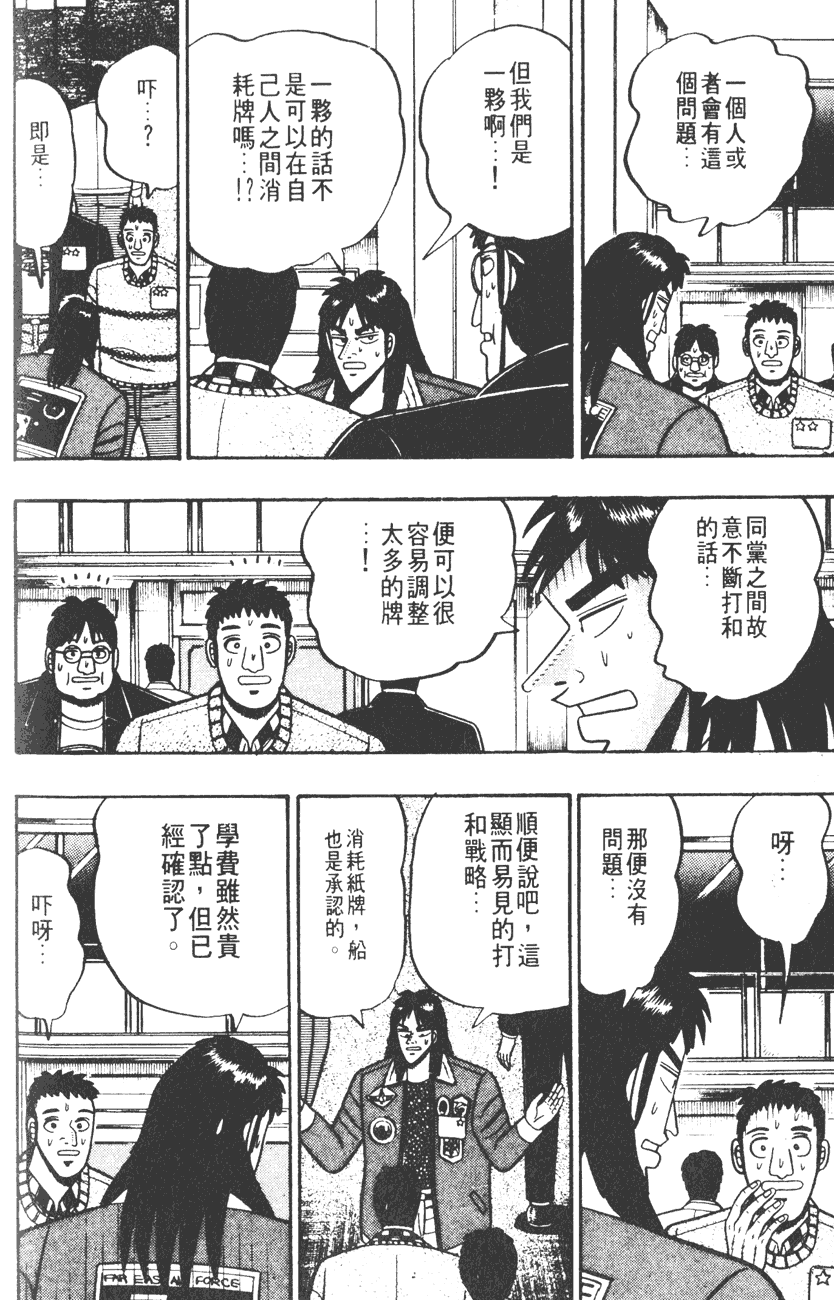 一個人或
者會有這
個問題…
但我們是
一夥啊…！
一夥的話不
是可以在自
己人之間消
耗牌嗎…!?
吓…？
即是…
同黨之間故
意不斷打和
的話…
便可以很
容易調整
太多的牌
…！
呀…
那便沒有
問題…
順便說吧，這
顯而易見的打
和戰略…
消耗紙牌，船
也是承認的。
學費雖然貴
了點，但已
經確認了。
吓呀…
FAR EAST AIR FORCE